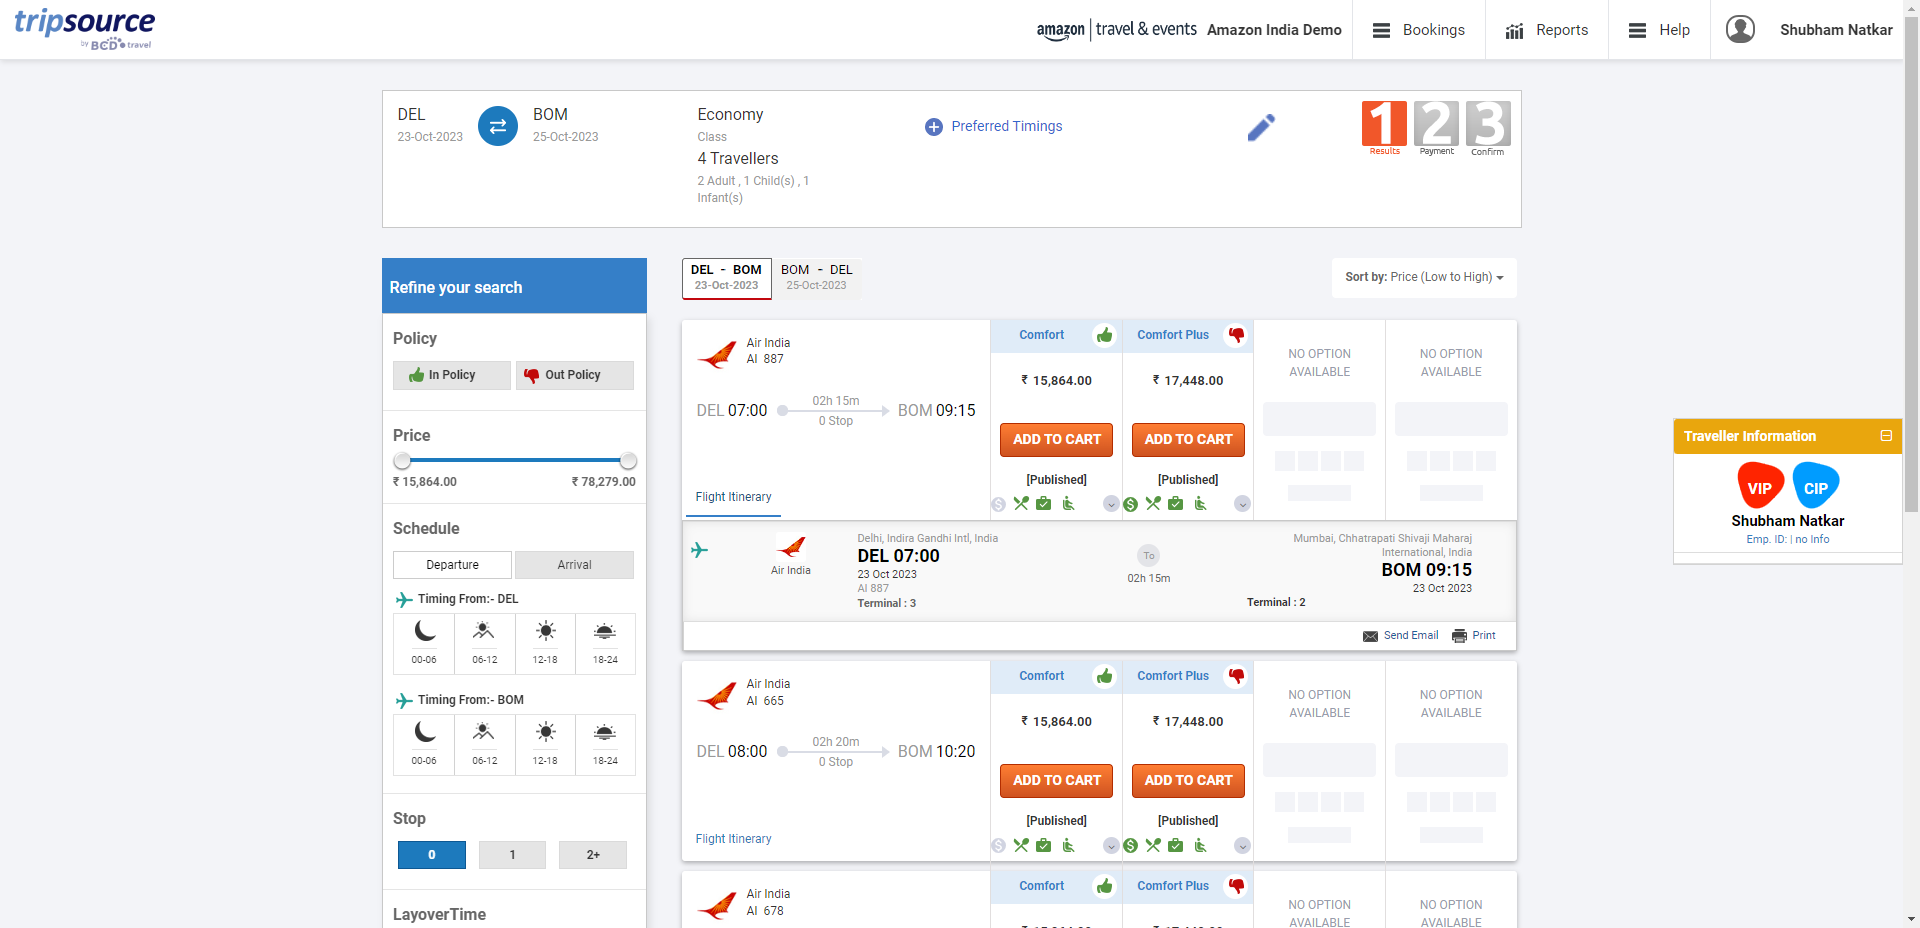 tripsource
by BCD travel
amazon | travel & events Amazon India Demo
Bookings
Reports
Help
Shubham Natkar
DEL
23-Oct-2023
BOM
25-Oct-2023
Economy
Class
4 Travellers
2 Adult , 1 Child(s) , 1
Infant(s)
Preferred Timings
1
Results
2
Payment
3
Confirm
Refine your search
Policy
In Policy
Out Policy
Price
₹ 15,864.00
₹ 78,279.00
Schedule
Departure
Arrival
Timing From:- DEL
00-06
06-12
12-18
18-24
Timing From:- BOM
00-06
06-12
12-18
18-24
Stop
0
1
2+
LayoverTime
DEL - BOM
23-Oct-2023
BOM - DEL
25-Oct-2023
Sort by: Price (Low to High)
Air India
AI 887
DEL 07:00
02h 15m
0 Stop
BOM 09:15
Flight Itinerary
Comfort
₹ 15,864.00
ADD TO CART
[Published]
Comfort Plus
₹ 17,448.00
ADD TO CART
[Published]
NO OPTION
AVAILABLE
NO OPTION
AVAILABLE
Air India
Delhi, Indira Gandhi Intl, India
DEL 07:00
23 Oct 2023
AI 887
Terminal : 3
To
02h 15m
Mumbai, Chhatrapati Shivaji Maharaj
International, India
BOM 09:15
23 Oct 2023
Terminal : 2
Send Email
Print
Air India
AI 665
DEL 08:00
02h 20m
0 Stop
BOM 10:20
Flight Itinerary
Comfort
₹ 15,864.00
ADD TO CART
[Published]
Comfort Plus
₹ 17,448.00
ADD TO CART
[Published]
NO OPTION
AVAILABLE
NO OPTION
AVAILABLE
Air India
AI 678
Comfort
Comfort Plus
NO OPTION
AVAILABLE
NO OPTION
AVAILABLE
Traveller Information
VIP
CIP
Shubham Natkar
Emp. ID: | no Info